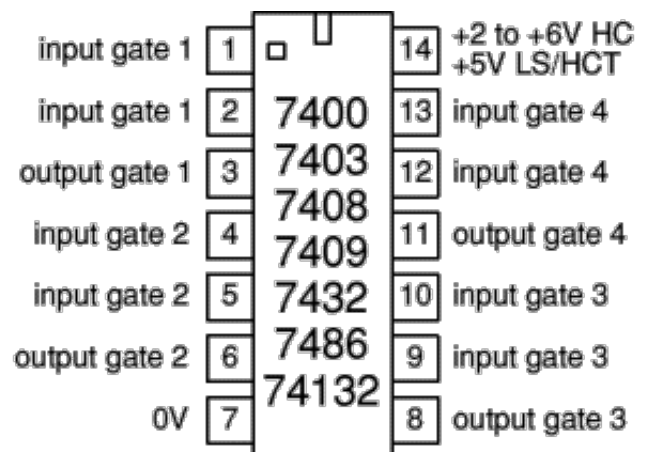 input gate 1 1
input gate 1 2
output gate 1 3
input gate 2 4
input gate 2 5
output gate 2 6
0V 7
7400
7403
7408
7409
7432
7486
74132
14 +2 to +6V HC
+5V LS/HCT
13 input gate 4
12 input gate 4
11 output gate 4
10 input gate 3
9 input gate 3
8 output gate 3